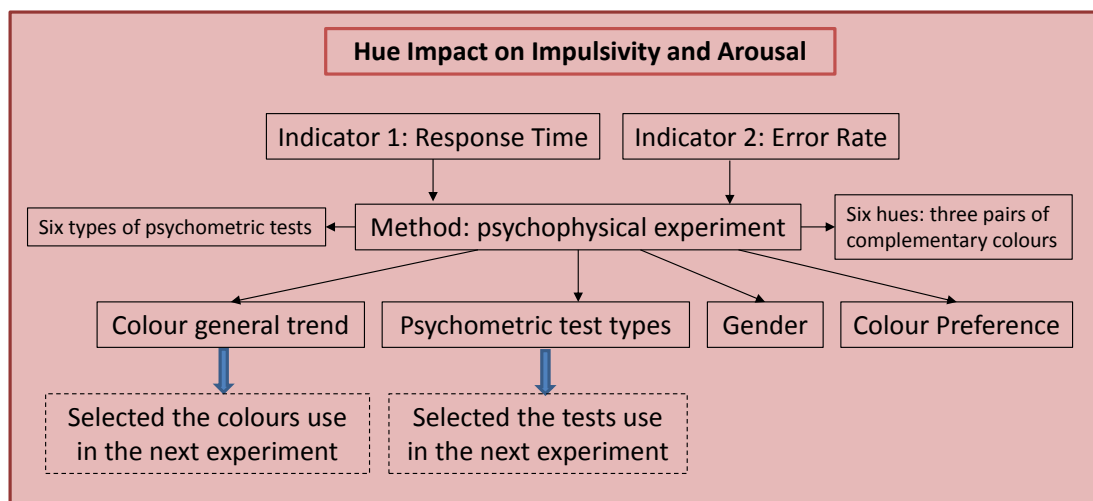 Hue Impact on Impulsivity and Arousal
Indicator 1: Response Time
Indicator 2: Error Rate
Six types of psychometric tests
Method: psychophysical experiment
Six hues: three pairs of
complementary colours
Colour general trend
Psychometric test types
Gender
Colour Preference
Selected the colours use
in the next experiment
Selected the tests use
in the next experiment